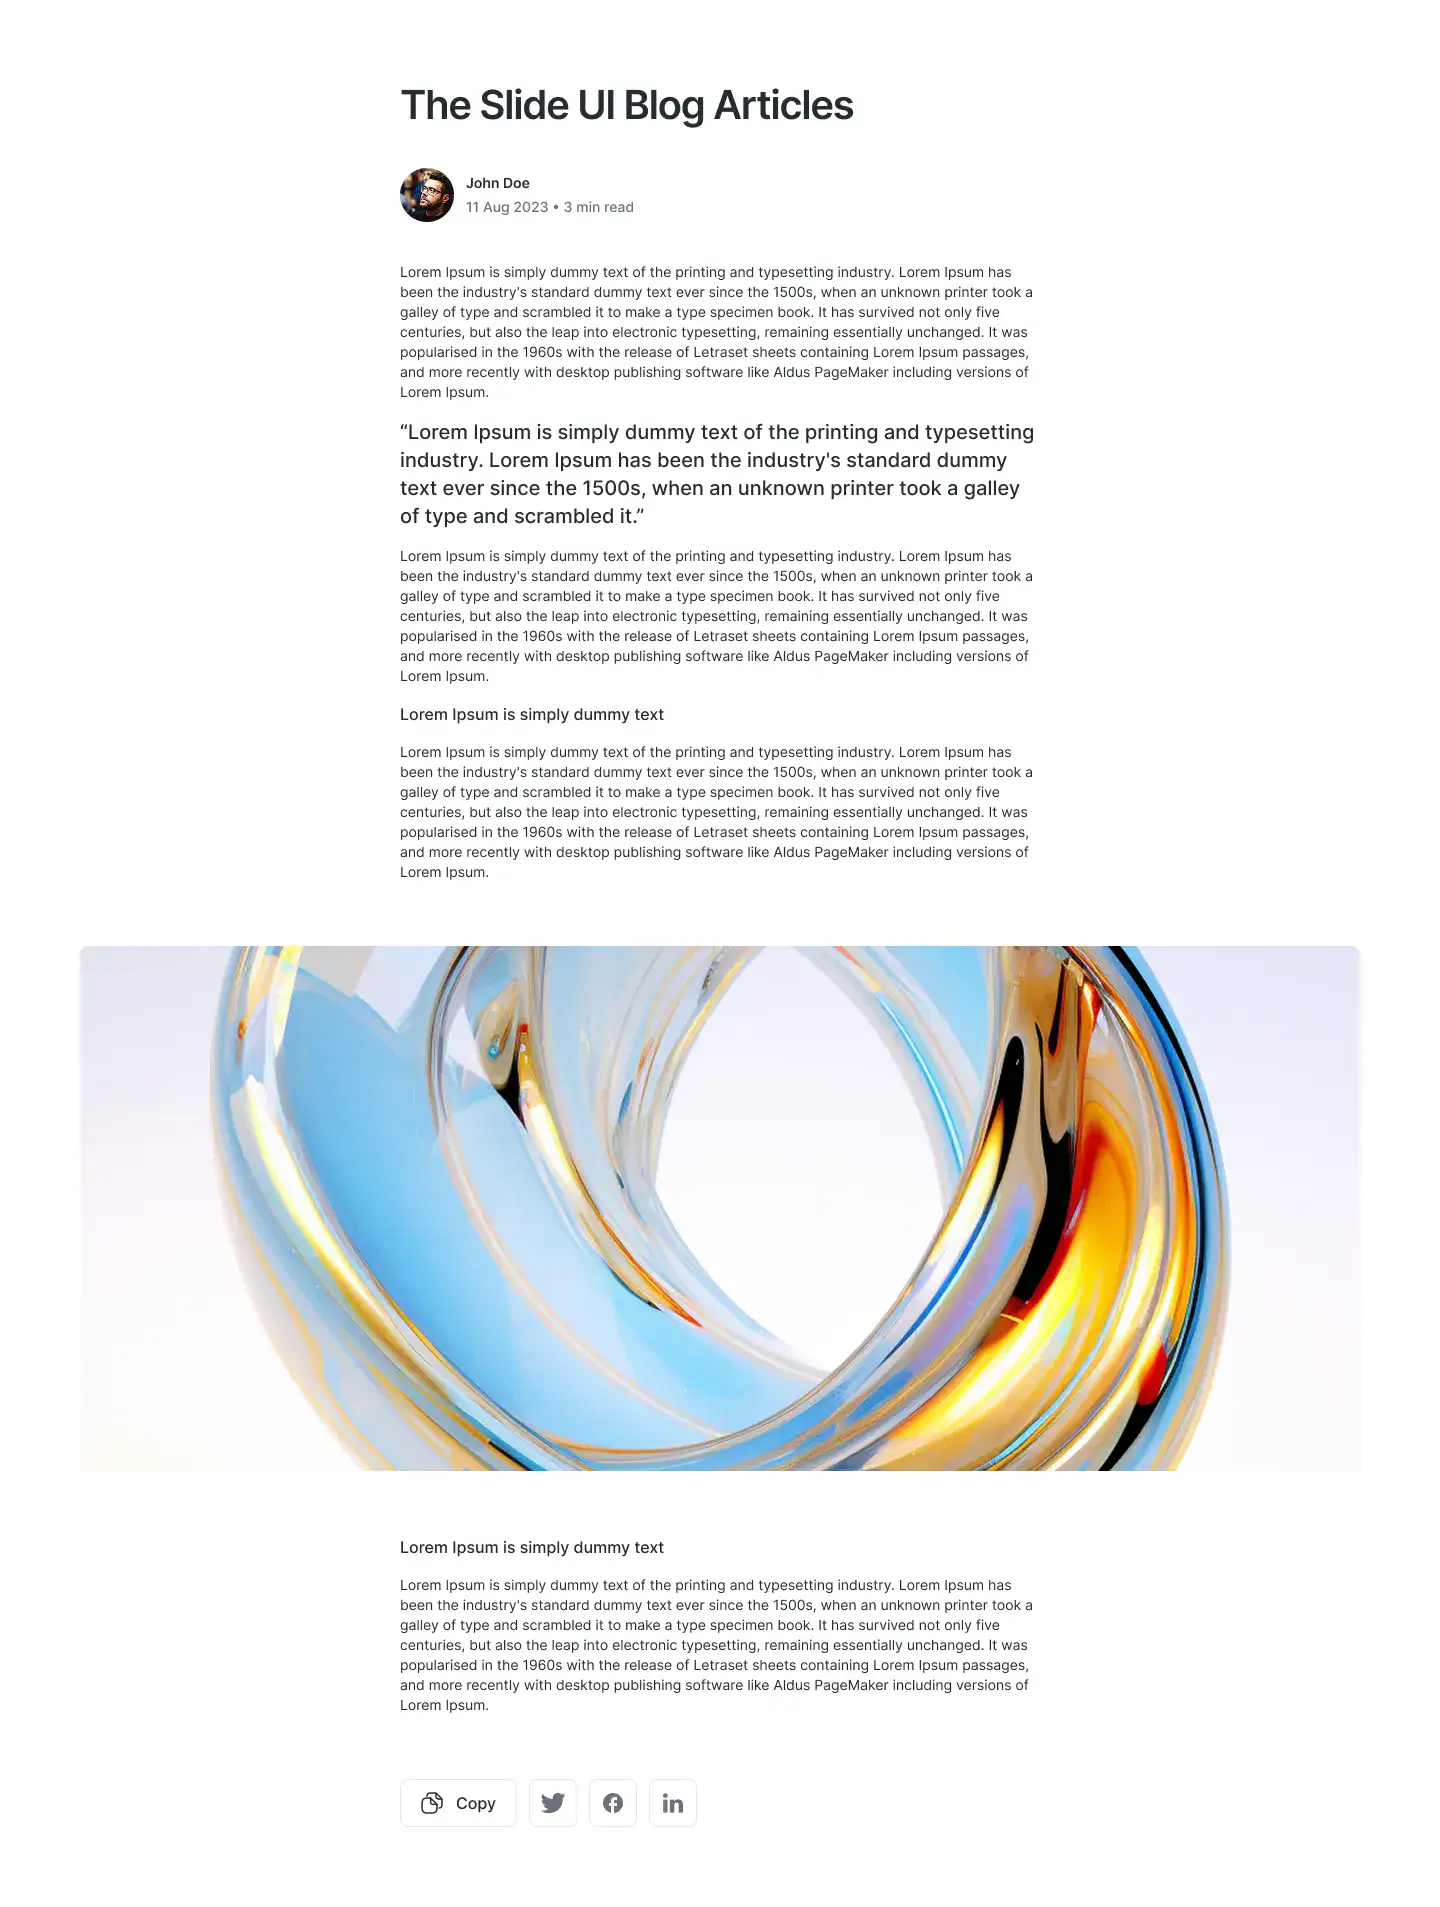 The Slide UI Blog Articles
John Doe
11 Aug 2023 • 3 min read
Lorem Ipsum is simply dummy text of the printing and typesetting industry. Lorem Ipsum has
been the industry's standard dummy text ever since the 1500s, when an unknown printer took a
galley of type and scrambled it to make a type specimen book. It has survived not only five
centuries, but also the leap into electronic typesetting, remaining essentially unchanged. It was
popularised in the 1960s with the release of Letraset sheets containing Lorem Ipsum passages,
and more recently with desktop publishing software like Aldus PageMaker including versions of
Lorem Ipsum.
“Lorem Ipsum is simply dummy text of the printing and typesetting
industry. Lorem Ipsum has been the industry's standard dummy
text ever since the 1500s, when an unknown printer took a galley
of type and scrambled it.”
Lorem Ipsum is simply dummy text of the printing and typesetting industry. Lorem Ipsum has
been the industry's standard dummy text ever since the 1500s, when an unknown printer took a
galley of type and scrambled it to make a type specimen book. It has survived not only five
centuries, but also the leap into electronic typesetting, remaining essentially unchanged. It was
popularised in the 1960s with the release of Letraset sheets containing Lorem Ipsum passages,
and more recently with desktop publishing software like Aldus PageMaker including versions of
Lorem Ipsum.
Lorem Ipsum is simply dummy text
Lorem Ipsum is simply dummy text of the printing and typesetting industry. Lorem Ipsum has
been the industry's standard dummy text ever since the 1500s, when an unknown printer took a
galley of type and scrambled it to make a type specimen book. It has survived not only five
centuries, but also the leap into electronic typesetting, remaining essentially unchanged. It was
popularised in the 1960s with the release of Letraset sheets containing Lorem Ipsum passages,
and more recently with desktop publishing software like Aldus PageMaker including versions of
Lorem Ipsum.
Lorem Ipsum is simply dummy text
Lorem Ipsum is simply dummy text of the printing and typesetting industry. Lorem Ipsum has
been the industry's standard dummy text ever since the 1500s, when an unknown printer took a
galley of type and scrambled it to make a type specimen book. It has survived not only five
centuries, but also the leap into electronic typesetting, remaining essentially unchanged. It was
popularised in the 1960s with the release of Letraset sheets containing Lorem Ipsum passages,
and more recently with desktop publishing software like Aldus PageMaker including versions of
Lorem Ipsum.
Copy